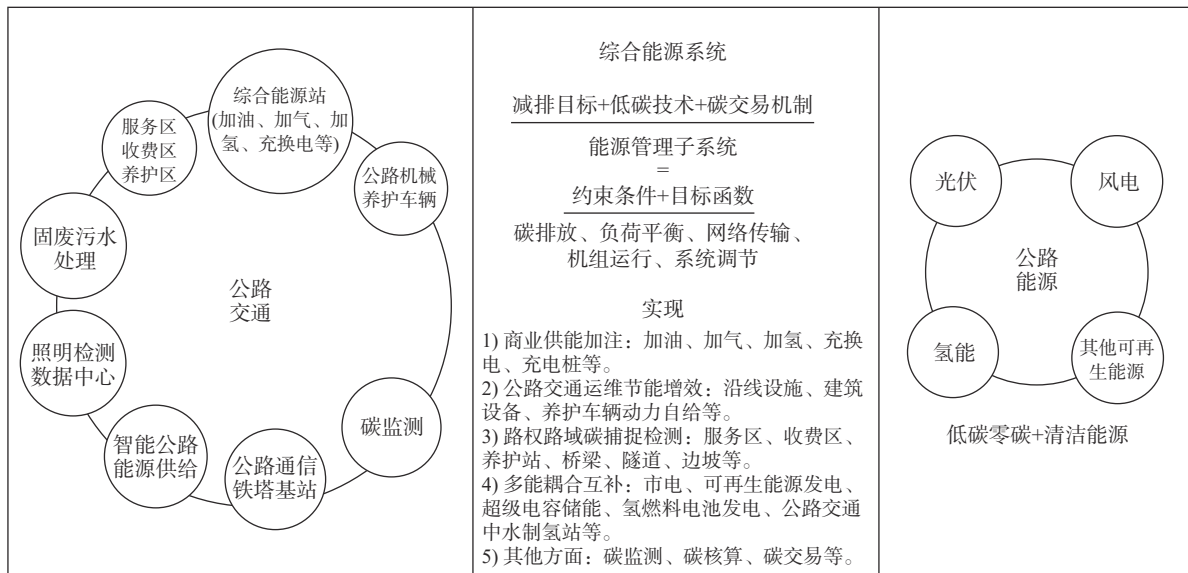 综合能源站
(加油、加气、加
氢、充换电等)
服务区
收费区
养护区
公路机械
养护车辆
固废污水
处理
公路
交通
照明检测
数据中心
碳监测
智能公路
能源供给
公路通信
铁塔基站
综合能源系统
减排目标+低碳技术+碳交易机制
能源管理子系统
=
约束条件+目标函数
碳排放、负荷平衡、网络传输、
机组运行、系统调节
实现
1) 商业供能加注：加油、加气、加氢、充换
电、充电桩等。
2) 公路交通运维节能增效：沿线设施、建筑
设备、养护车辆动力自给等。
3) 路权路域碳捕捉检测：服务区、收费区、
养护站、桥梁、隧道、边坡等。
4) 多能耦合互补：市电、可再生能源发电、
超级电容储能、氢燃料电池发电、公路交通
中水制氢站等。
5) 其他方面：碳监测、碳核算、碳交易等。
光伏
风电
公路
能源
氢能
其他可再
生能源
低碳零碳+清洁能源